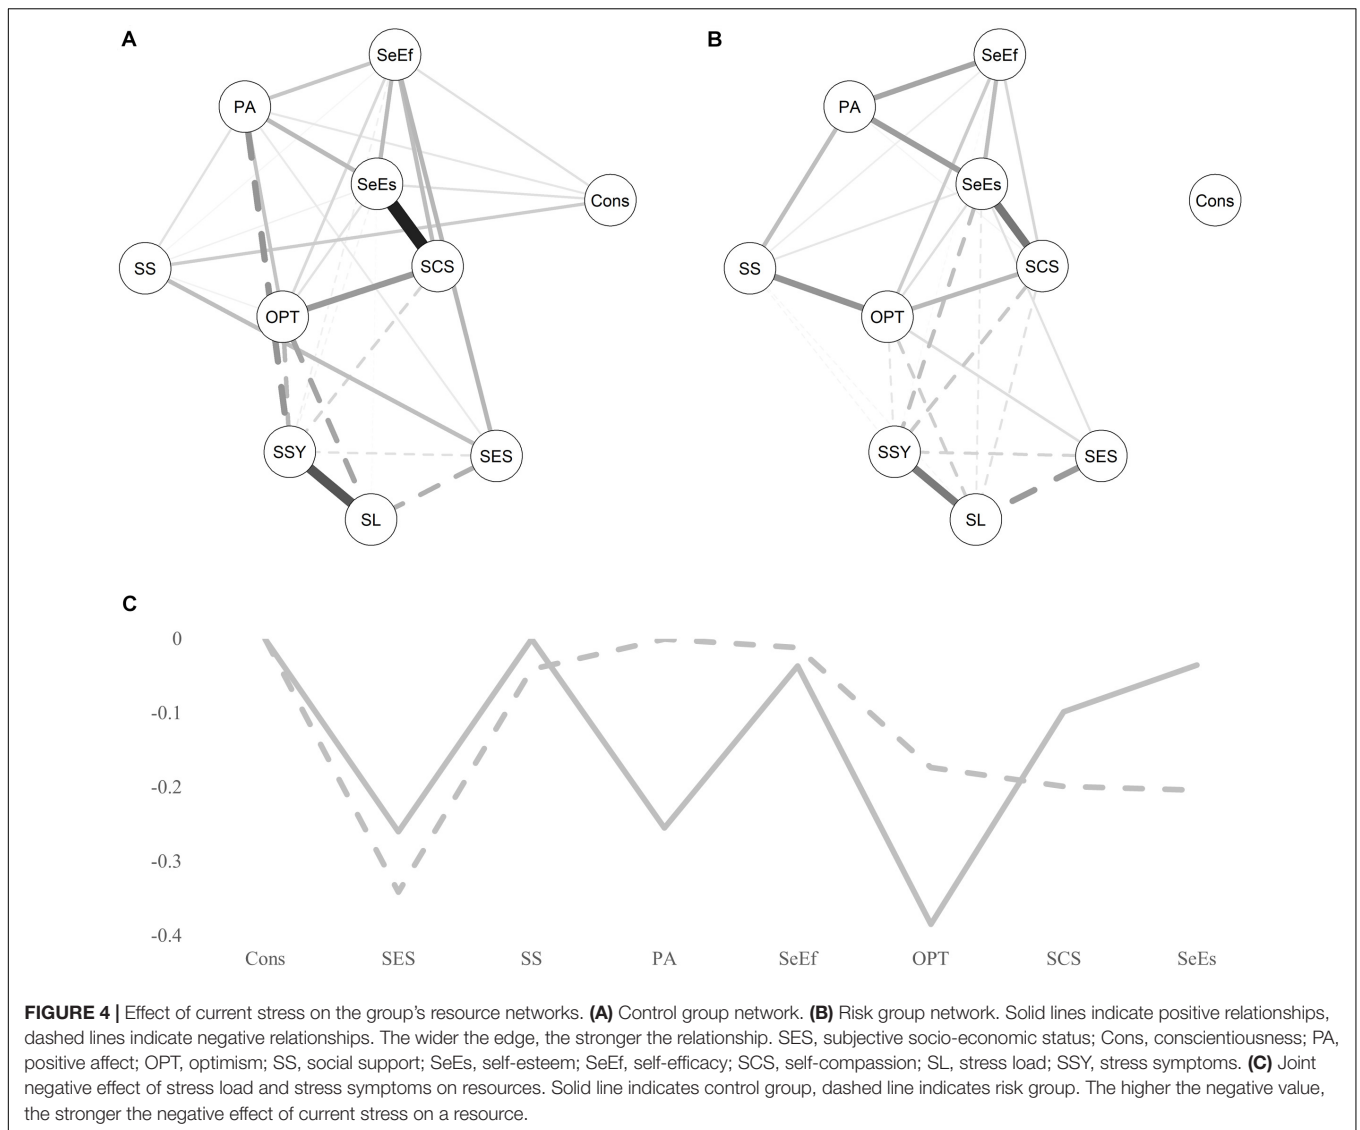 A
B
SeEf
PA
SeEs
Cons
SS
SCS
OPT
SSY
SES
SL
SeEf
PA
SeEs
Cons
SS
SCS
OPT
SSY
SES
SL
C
0
-0.1
-0.2
-0.3
-0.4
Cons SES SS PA SeEf OPT SCS SeEs
FIGURE 4 | Effect of current stress on the group's resource networks. (A) Control group network. (B) Risk group network. Solid lines indicate positive relationships,
dashed lines indicate negative relationships. The wider the edge, the stronger the relationship. SES, subjective socio-economic status; Cons, conscientiousness; PA,
positive affect; OPT, optimism; SS, social support; SeEs, self-esteem; SeEf, self-efficacy; SCS, self-compassion; SL, stress load; SSY, stress symptoms. (C) Joint
negative effect of stress load and stress symptoms on resources. Solid line indicates control group, dashed line indicates risk group. The higher the negative value,
the stronger the negative effect of current stress on a resource.